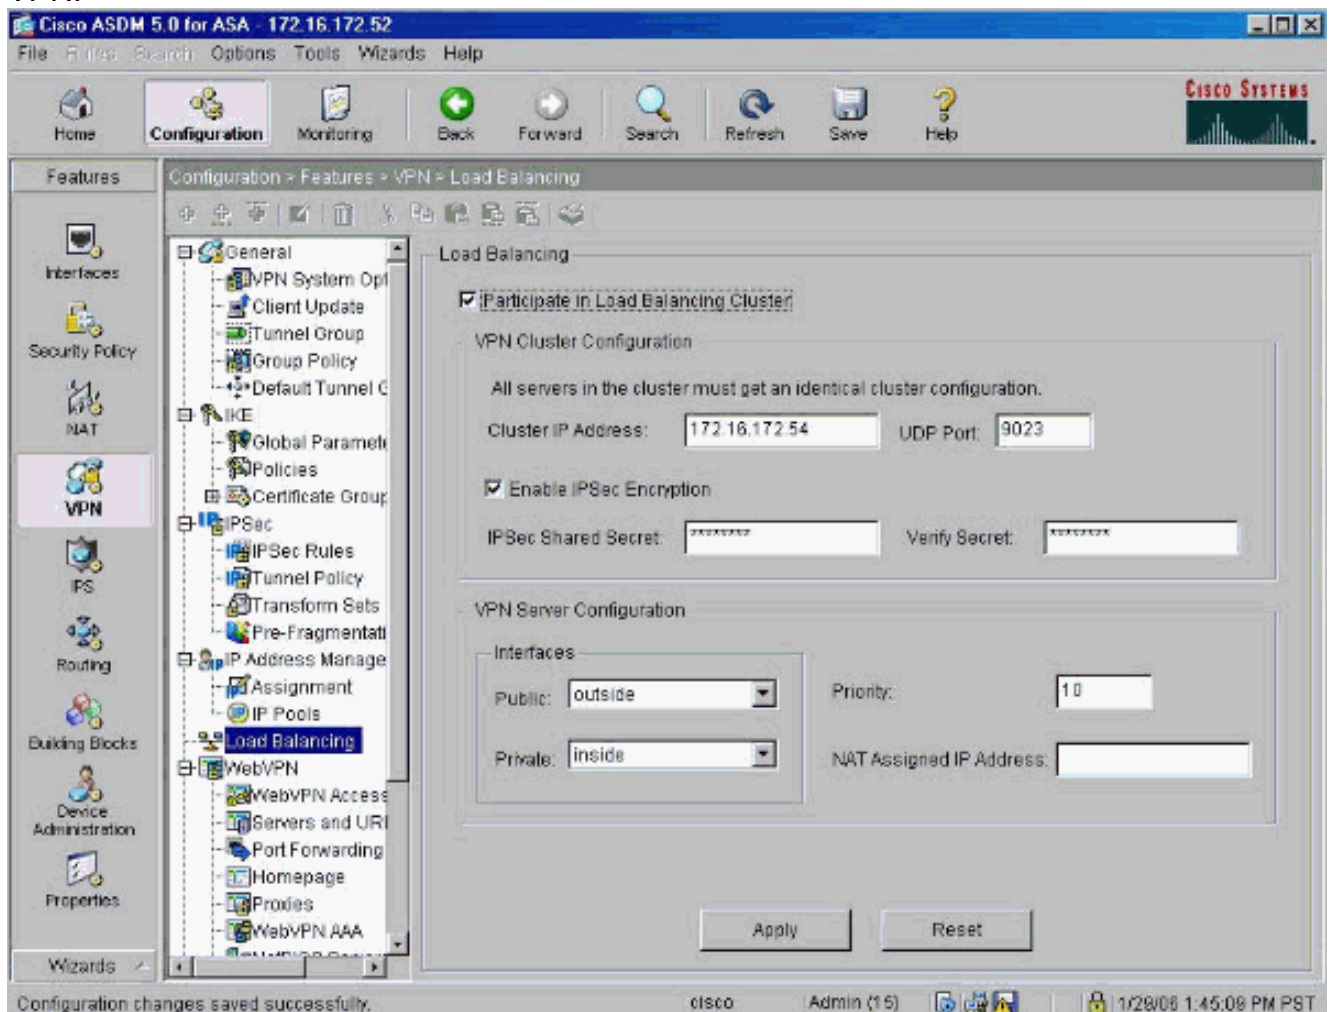 Cisco ASDM 5.0 for ASA - 172.16.172.52
File Rules Search Options Tools Wizards Help
Home Configuration Monitoring Back Forward Search Refresh Save Help
CISCO SYSTEMS
Features
Configuration > Features > VPN > Load Balancing
Interfaces
Security Policy
NAT
VPN
IPS
Routing
Building Blocks
Device Administration
Properties
Wizards
General
VPN System Opt
Client Update
Tunnel Group
Group Policy
Default Tunnel G
IKE
Global Paramete
Policies
Certificate Group
IPSec
IPSec Rules
Tunnel Policy
Transform Sets
Pre-Fragmentati
IP Address Manage
Assignment
IP Pools
Load Balancing
WebVPN
WebVPN Access
Servers and URL
Port Forwarding
Homepage
Proxies
WebVPN AAA
Load Balancing
Participate in Load Balancing Cluster
VPN Cluster Configuration
All servers in the cluster must get an identical cluster configuration.
Cluster IP Address: 172.16.172.54 UDP Port: 9023
Enable IPSec Encryption
IPSec Shared Secret: ******** Verify Secret: ********
VPN Server Configuration
Interfaces
Public: outside
Priority: 10
Private: inside
NAT Assigned IP Address:
Apply Reset
Configuration changes saved successfully. cisco Admin (15) 1/29/06 1:45:09 PM PST